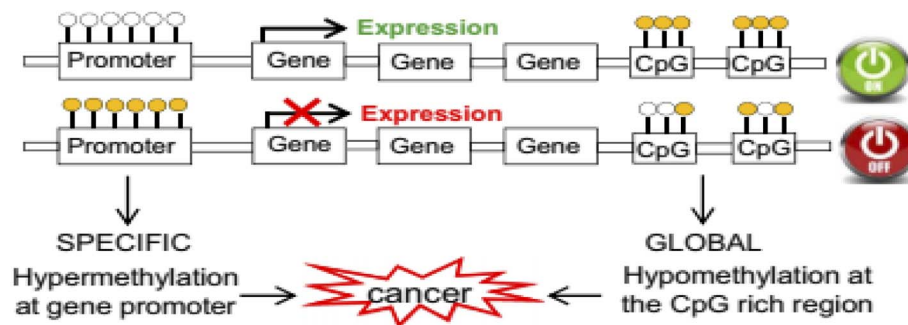 Expression
Promoter Gene Gene Gene CpG CpG
ON
Expression
Promoter Gene Gene Gene CpG CpG
OFF
SPECIFIC
Hypermethylation
at gene promoter
cancer
GLOBAL
Hypomethylation at
the CpG rich region